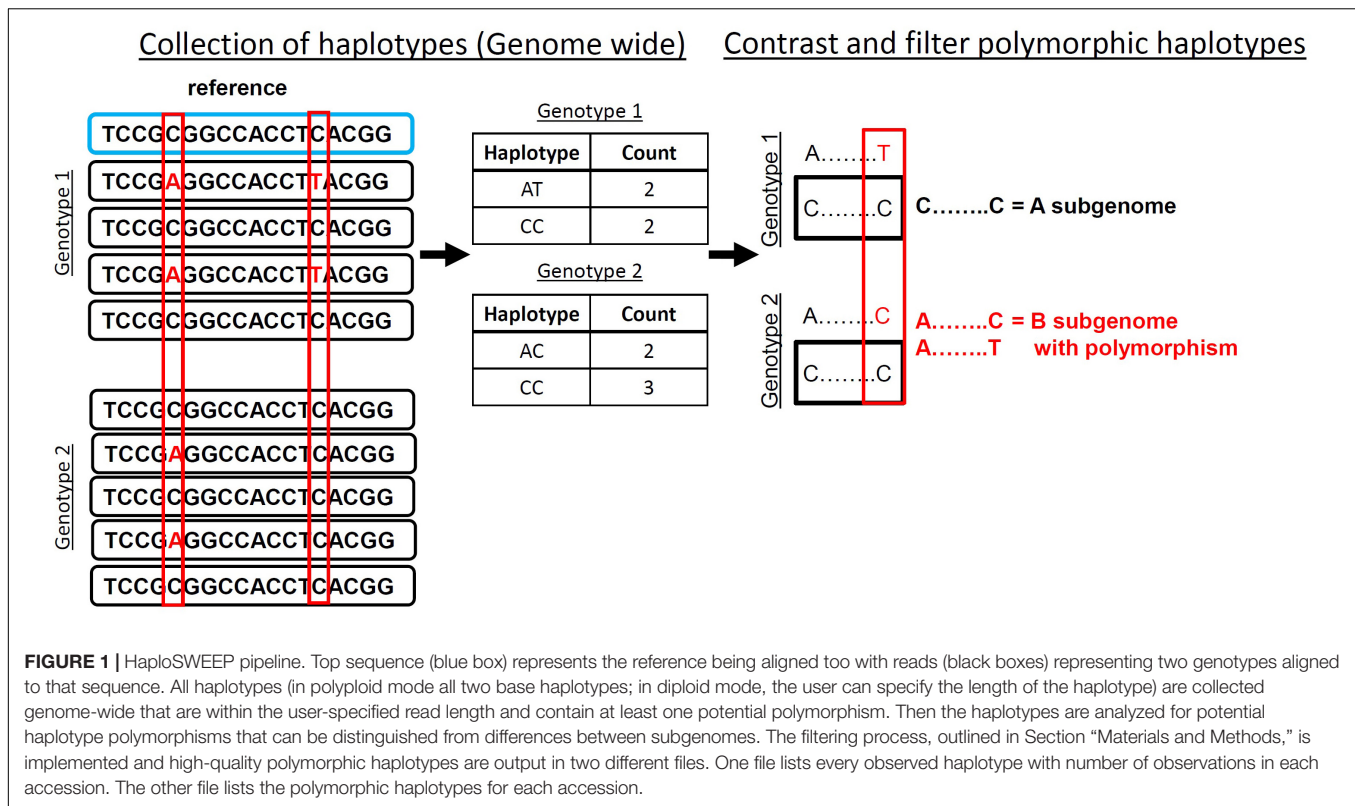 Collection of haplotypes (Genome wide)
Contrast and filter polymorphic haplotypes
reference
TCCGCGGCCACCTCACGG
Genotype 1
TCCGAGGCCACCTTACGG
TCCGCGGCCACCTCACGG
TCCGAGGCCACCTTACGG
TCCGCGGCCACCTCACGG
Genotype 2
TCCGCGGCCACCTCACGG
TCCGAGGCCACCTCACGG
TCCGCGGCCACCTCACGG
TCCGAGGCCACCTCACGG
TCCGCGGCCACCTCACGG
Genotype 1
Haplotype Count
AT 2
CC 2
Genotype 2
Haplotype Count
AC 2
CC 3
Genotype 1
A........T
C........C
C........C = A subgenome
Genotype 2
A........C
C........C
A........C = B subgenome
A........T with polymorphism
FIGURE 1 | HaploSWEEP pipeline. Top sequence (blue box) represents the reference being aligned too with reads (black boxes) representing two genotypes aligned
to that sequence. All haplotypes (in polyploid mode all two base haplotypes; in diploid mode, the user can specify the length of the haplotype) are collected
genome-wide that are within the user-specified read length and contain at least one potential polymorphism. Then the haplotypes are analyzed for potential
haplotype polymorphisms that can be distinguished from differences between subgenomes. The filtering process, outlined in Section “Materials and Methods,” is
implemented and high-quality polymorphic haplotypes are output in two different files. One file lists every observed haplotype with number of observations in each
accession. The other file lists the polymorphic haplotypes for each accession.